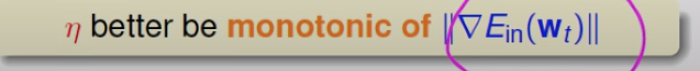 η better be monotonic of ‖∇E_in(w_t)‖